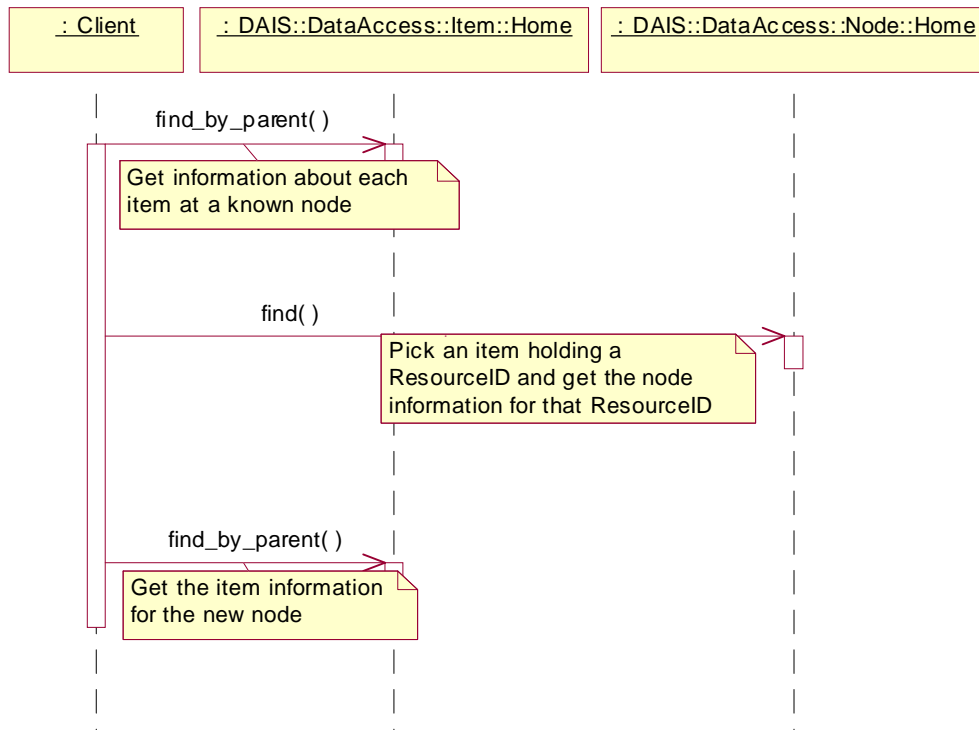 : Client
: DAIS::DataAccess::Item::Home
: DAIS::DataAccess::Node::Home
find_by_parent( )
Get information about each
item at a known node
find( )
Pick an item holding a
ResourceID and get the node
information for that ResourceID
find_by_parent( )
Get the item information
for the new node